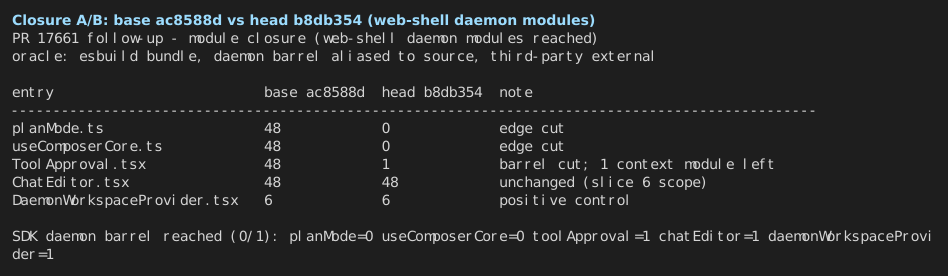 Closure A/B: base ac8588d vs head b8db354 (web-shell daemon modules)
PR 17661 follow-up - module closure (web-shell daemon modules reached)
oracle: esbuild bundle, daemon barrel aliased to source, third-party external
entry base ac8588d head b8db354 note
--------------------------------------------------------------------------------------------
planMode.ts 48 0 edge cut
useComposerCore.ts 48 0 edge cut
ToolApproval.tsx 48 1 barrel cut; 1 context module left
ChatEditor.tsx 48 48 unchanged (slice 6 scope)
DaemonWorkspaceProvider.tsx 6 6 positive control
SDK daemon barrel reached (0/1): planMode=0 useComposerCore=0 toolApproval=1 chatEditor=1 daemonWorkspaceProvi
der=1